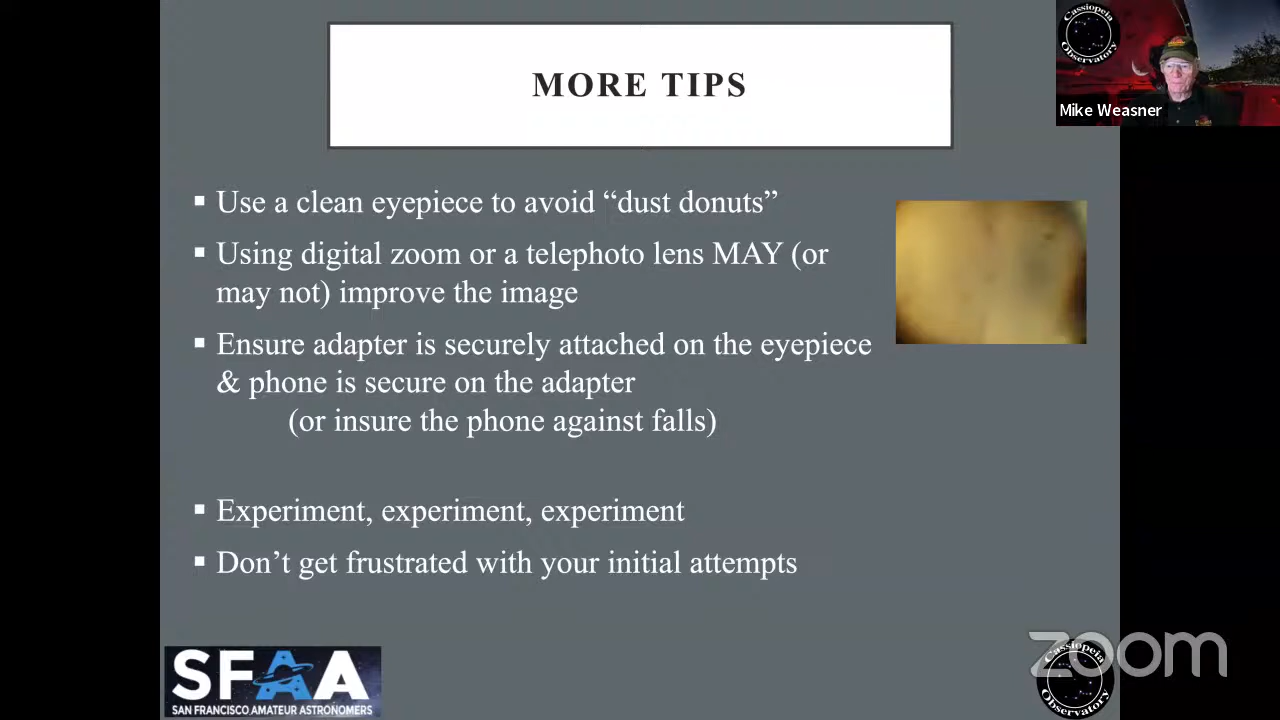 MORE TIPS
Cassiopeia
Observatory
Mike Weasner
▪ Use a clean eyepiece to avoid “dust donuts”
▪ Using digital zoom or a telephoto lens MAY (or
may not) improve the image
▪ Ensure adapter is securely attached on the eyepiece
& phone is secure on the adapter
(or insure the phone against falls)
▪ Experiment, experiment, experiment
▪ Don’t get frustrated with your initial attempts
SFAA
SAN FRANCISCO AMATEUR ASTRONOMERS
zoom
Cassiopeia
Observatory